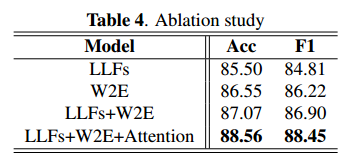 Table 4. Ablation study
Model Acc F1
LLFs 85.50 84.81
W2E 86.55 86.22
LLFs+W2E 87.07 86.90
LLFs+W2E+Attention 88.56 88.45